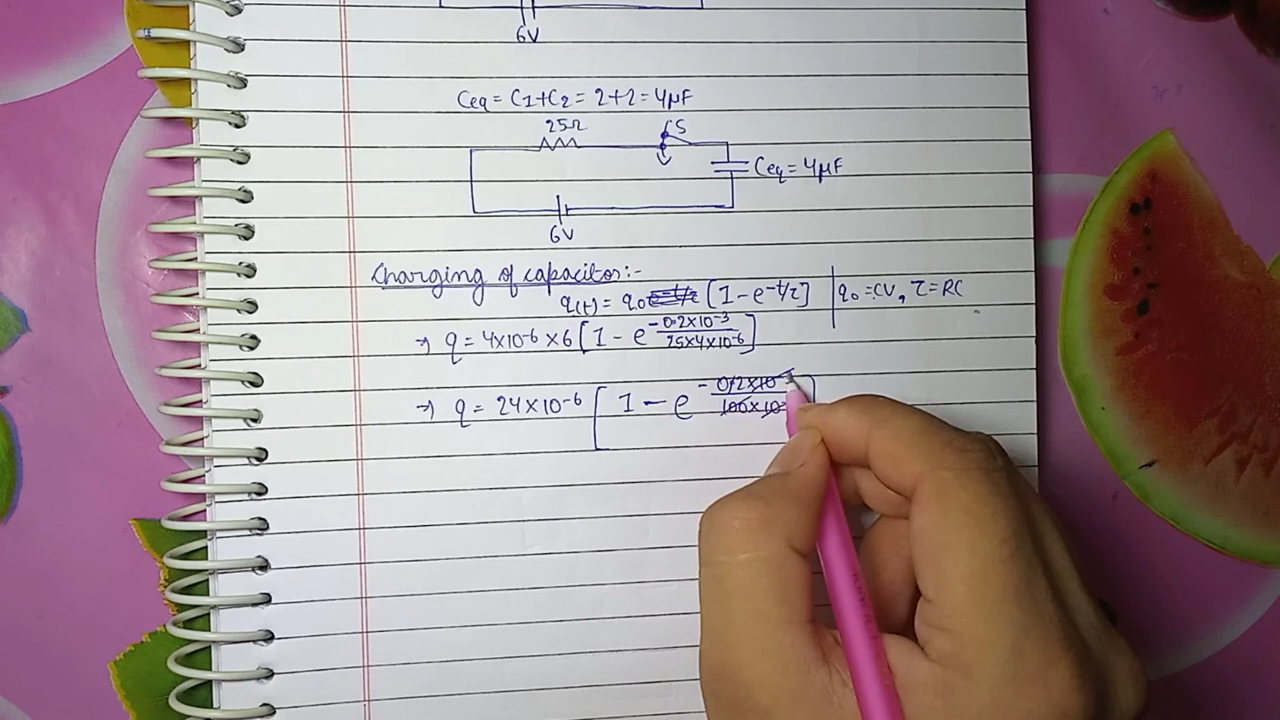 6V
Ceq = C1+C2 = 2+2 = 4μF
25Ω S
Ceq = 4μF
6V
Charging of capacitor:-
q(t) = q0 [1-e^-t/τ] | q0 = CV, τ = RC
→ q = 4×10^-6 × 6 [1 - e^-0.2×10^-3/25×4×10^-6]
→ q = 24×10^-6 [1 - e^-0.2×10/100×10]